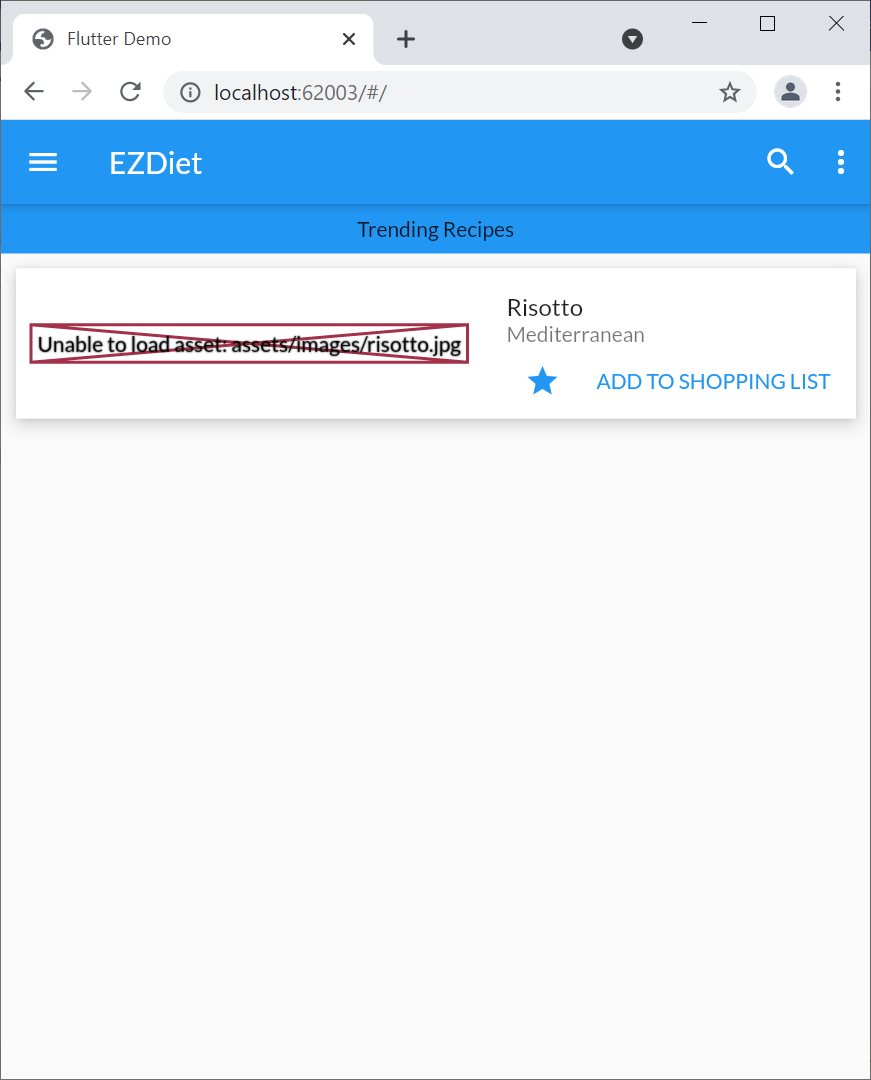 Flutter Demo
localhost:62003/#/
EZDiet
Trending Recipes
Unable to load asset: assets/images/risotto.jpg
Risotto
Mediterranean
ADD TO SHOPPING LIST